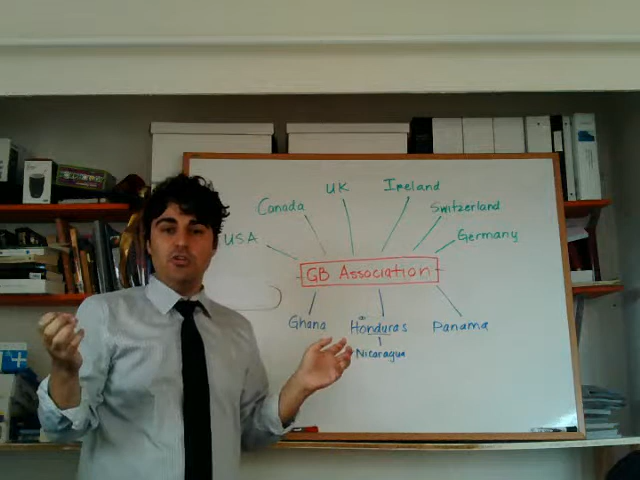 UK
Ireland
Canada
Switzerland
USA
Germany
GB Association
Ghana
Honduras
Panama
Nicaragua